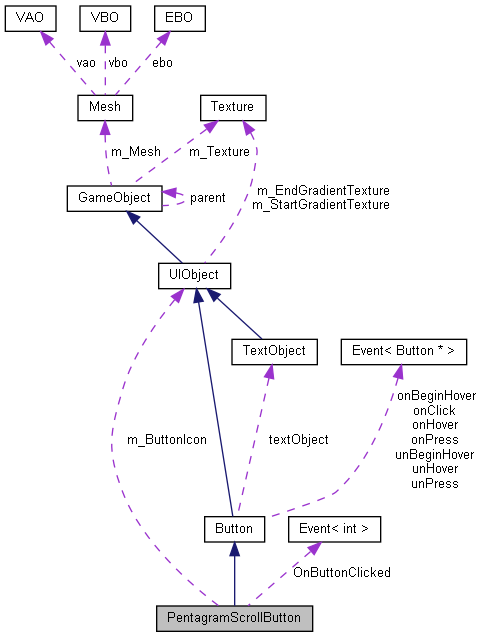 VAO
VBO
EBO
vao
vbo
ebo
Mesh
Texture
m_Mesh
m_Texture
GameObject
parent
m_EndGradientTexture
m_StartGradientTexture
UIObject
TextObject
Event< Button * >
onBeginHover
onClick
onHover
onPress
unBeginHover
unHover
unPress
m_ButtonIcon
textObject
Button
Event< int >
OnButtonClicked
PentagramScrollButton